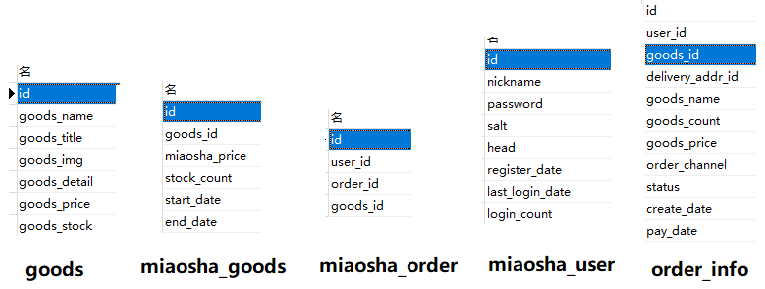 名
id
goods_name
goods_title
goods_img
goods_detail
goods_price
goods_stock
goods
名
id
goods_id
miaosha_price
stock_count
start_date
end_date
miaosha_goods
名
id
user_id
order_id
goods_id
miaosha_order
名
id
nickname
password
salt
head
register_date
last_login_date
login_count
miaosha_user
id
user_id
goods_id
delivery_addr_id
goods_name
goods_count
goods_price
order_channel
status
create_date
pay_date
order_info